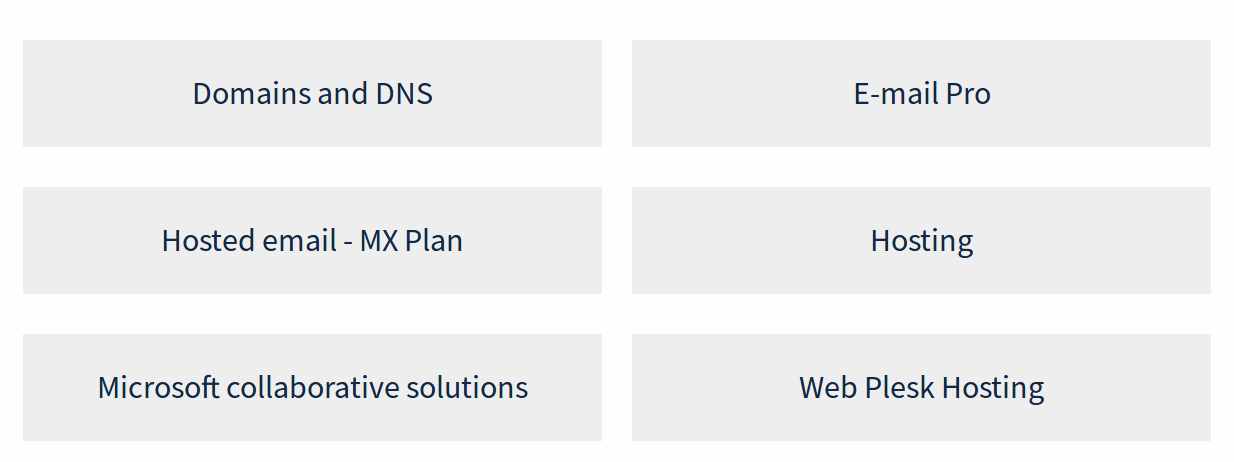 Domains and DNS
E-mail Pro
Hosted email - MX Plan
Hosting
Microsoft collaborative solutions
Web Plesk Hosting